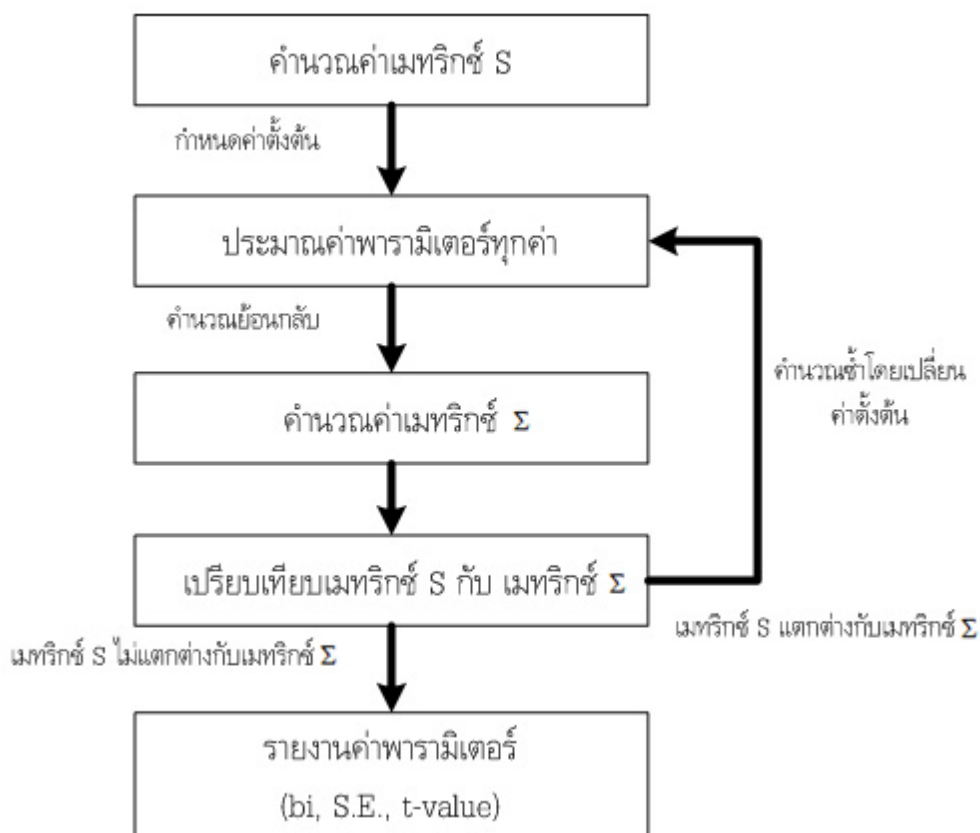 คำนวณค่าเมทริกซ์ S
กำหนดค่าตั้งต้น
ประมาณค่าพารามิเตอร์ทุกค่า
คำนวณย้อนกลับ
คำนวณซ้ำโดยเปลี่ยน
ค่าตั้งต้น
คำนวณค่าเมทริกซ์ Σ
เปรียบเทียบเมทริกซ์ S กับ เมทริกซ์ Σ
เมทริกซ์ S แตกต่างกับเมทริกซ์ Σ
เมทริกซ์ S ไม่แตกต่างกับเมทริกซ์ Σ
รายงานค่าพารามิเตอร์
(bi, S.E., t-value)